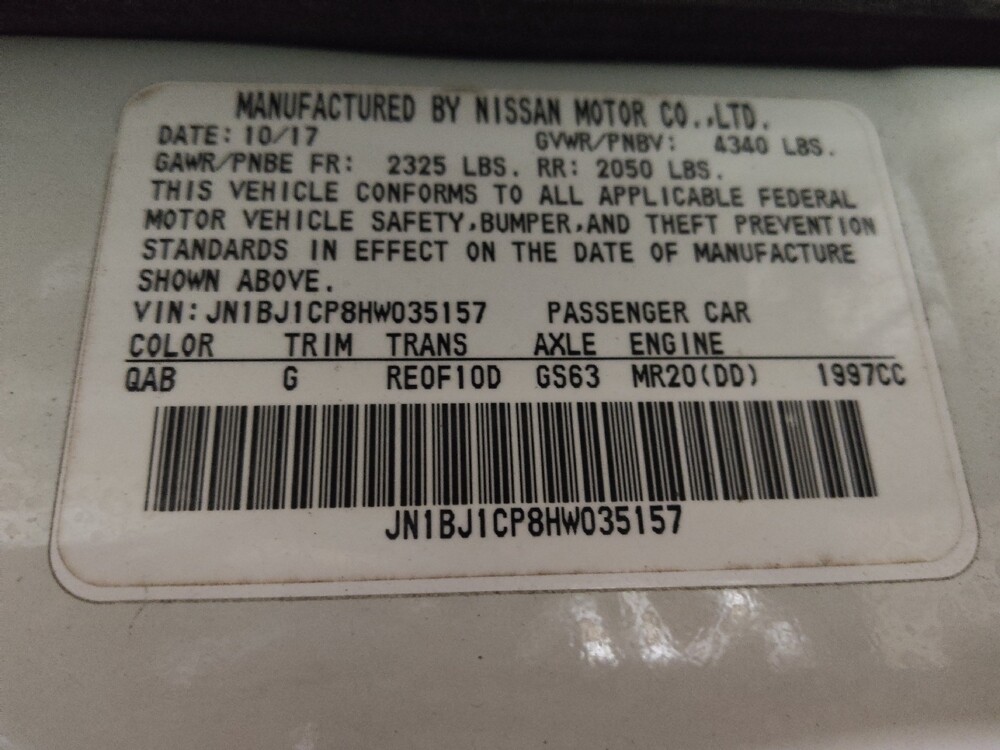 MANUFACTURED BY NISSAN MOTOR CO.,LTD.
DATE: 10/17 GVWR/PNBV: 4340 LBS.
GAWR/PNBE FR: 2325 LBS. RR: 2050 LBS.
THIS VEHICLE CONFORMS TO ALL APPLICABLE FEDERAL
MOTOR VEHICLE SAFETY,BUMPER,AND THEFT PREVENTION
STANDARDS IN EFFECT ON THE DATE OF MANUFACTURE
SHOWN ABOVE.
VIN:JN1BJ1CP8HW035157 PASSENGER CAR
COLOR TRIM TRANS AXLE ENGINE
QAB G RE0F10D GS63 MR20(DD) 1997CC
JN1BJ1CP8HW035157